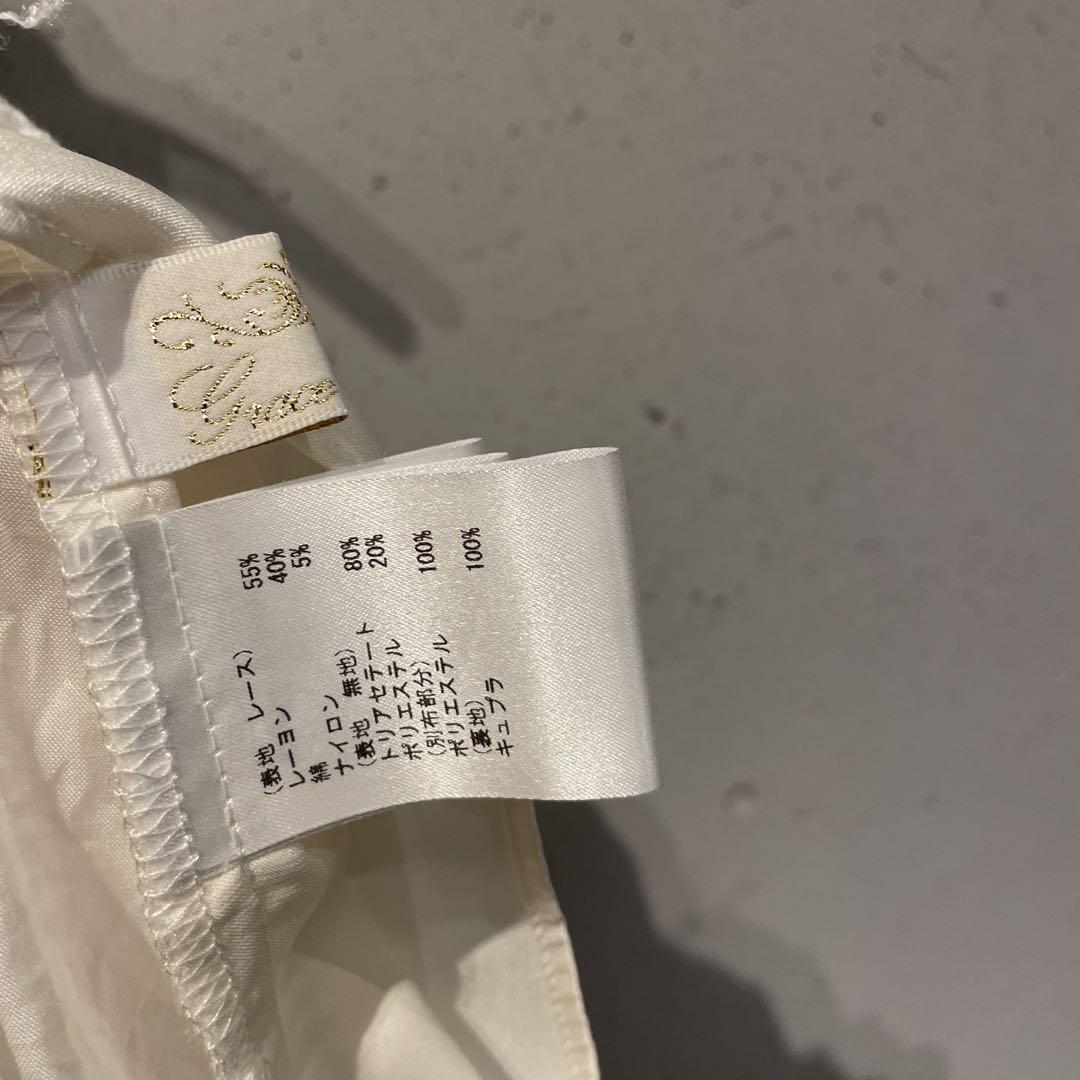 Grace
(表地 レース)
レーヨン 55%
綿 40%
ナイロン 5%
(表地 無地)
トリアセテート 80%
ポリエステル 20%
(別布部分)
ポリエステル 100%
(裏地)
キュプラ 100%